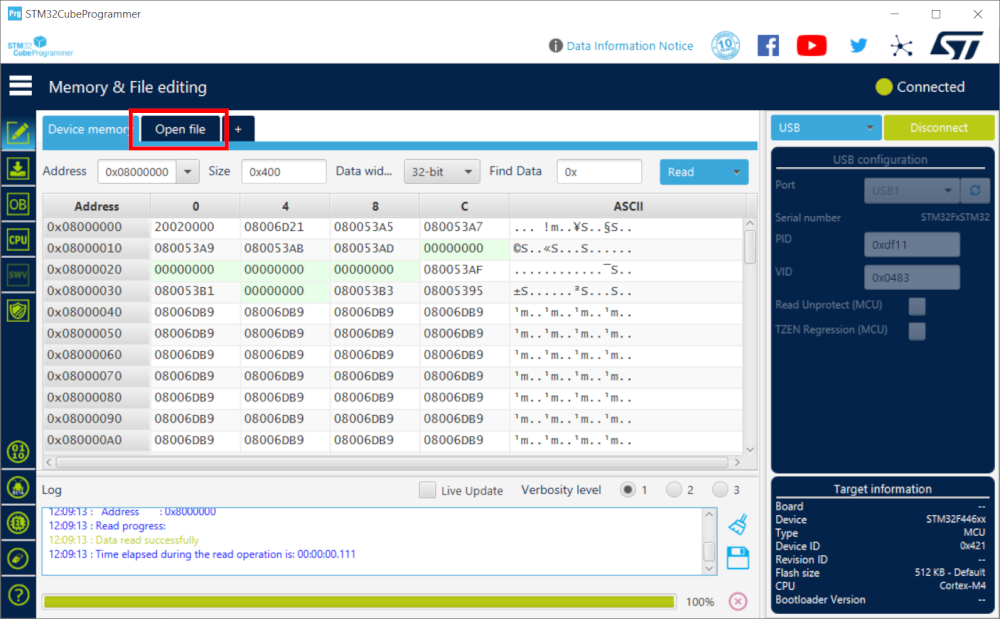 Prg STM32CubeProgrammer
STM32
CubeProgrammer
Data Information Notice
10
Memory & File editing
Connected
Device memory
Open file
+
USB
Disconnect
Address 0x08000000 Size 0x400 Data wid... 32-bit Find Data 0x Read
Address 0 4 8 C ASCII
0x08000000 20020000 08006D21 080053A5 080053A7 ... !m..¥S..§S..
0x08000010 080053A9 080053AB 080053AD 00000000 ©S..«S...S......
0x08000020 00000000 00000000 00000000 080053AF ............¯S..
0x08000030 080053B1 00000000 080053B3 08005395 ±S......³S...S..
0x08000040 08006DB9 08006DB9 08006DB9 08006DB9 ¹m..¹m..¹m..¹m..
0x08000050 08006DB9 08006DB9 08006DB9 08006DB9 ¹m..¹m..¹m..¹m..
0x08000060 08006DB9 08006DB9 08006DB9 08006DB9 ¹m..¹m..¹m..¹m..
0x08000070 08006DB9 08006DB9 08006DB9 08006DB9 ¹m..¹m..¹m..¹m..
0x08000080 08006DB9 08006DB9 08006DB9 08006DB9 ¹m..¹m..¹m..¹m..
0x08000090 08006DB9 08006DB9 08006DB9 08006DB9 ¹m..¹m..¹m..¹m..
0x080000A0 08006DB9 08006DB9 08006DB9 08006DB9 ¹m..¹m..¹m..¹m..
OB
CPU
SWV
Log
Live Update Verbosity level 1 2 3
12:09:13 : Address : 0x8000000
12:09:13 : Read progress:
12:09:13 : Data read successfully
12:09:13 : Time elapsed during the read operation is: 00:00:00.111
100%
USB configuration
Port USB1
Serial number STM32FxSTM32
PID 0xdf11
VID 0x0483
Read Unprotect (MCU)
TZEN Regression (MCU)
Target information
Board --
Device STM32F446xx
Type MCU
Device ID 0x421
Revision ID --
Flash size 512 KB - Default
CPU Cortex-M4
Bootloader Version --